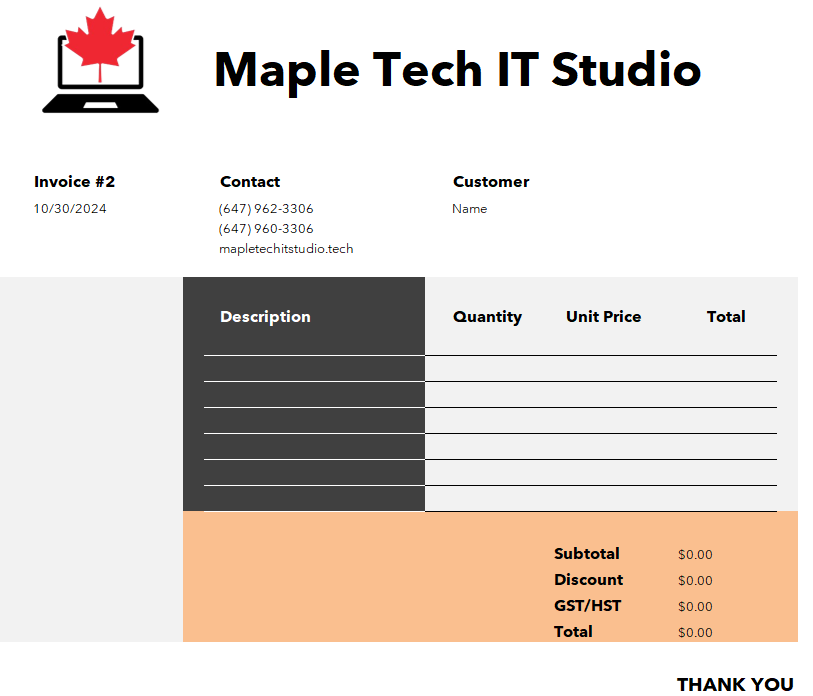 Maple Tech IT Studio
Invoice #2 Contact Customer
10/30/2024 (647) 962-3306 Name
(647) 960-3306
mapletechitstudio.tech
Description Quantity Unit Price Total
Subtotal $0.00
Discount $0.00
GST/HST $0.00
Total $0.00
THANK YOU